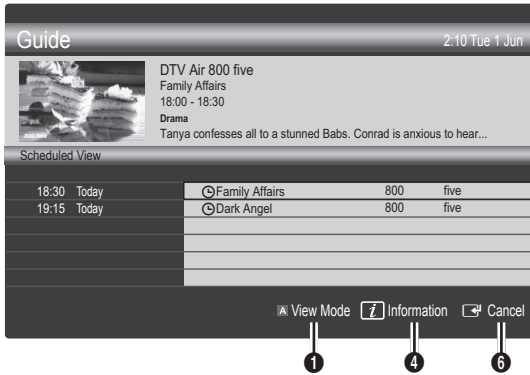 Guide 2:10 Tue 1 Jun
DTV Air 800 five
Family Affairs
18:00 - 18:30
Drama
Tanya confesses all to a stunned Babs. Conrad is anxious to hear...
Scheduled View
18:30 Today Family Affairs 800 five
19:15 Today Dark Angel 800 five
A View Mode i Information Cancel
1 4 6